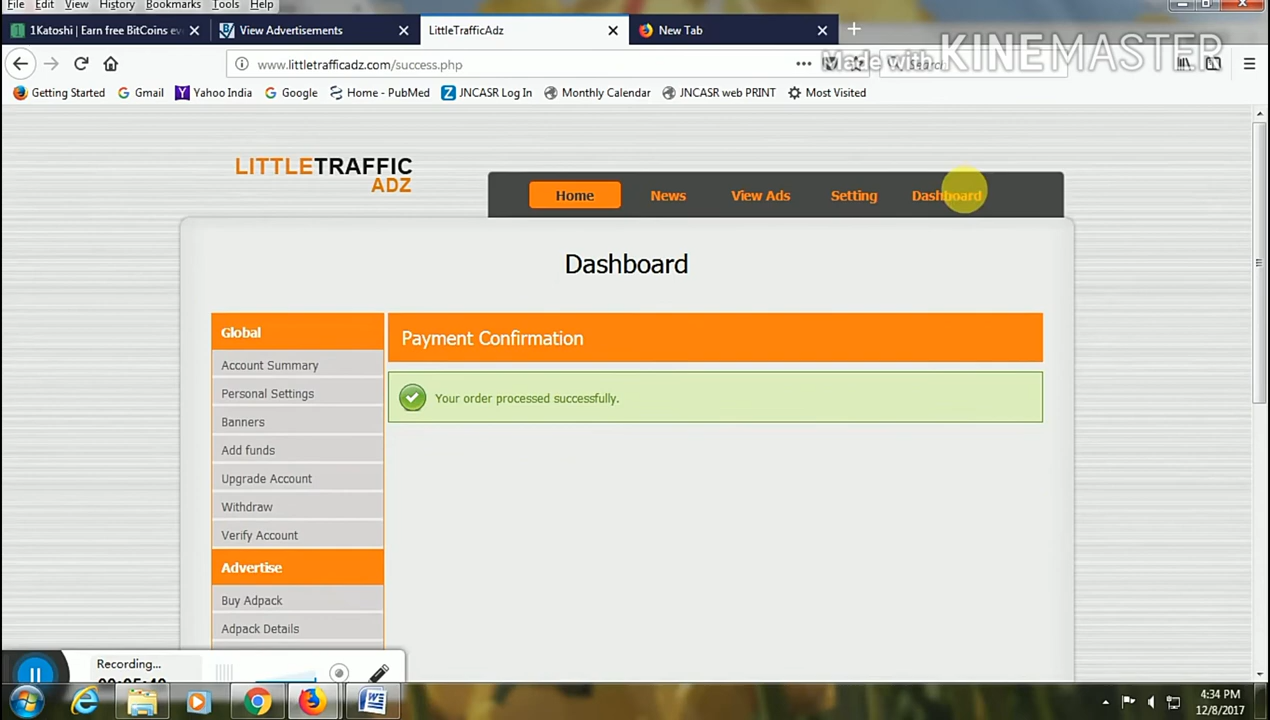 File Edit View History Bookmarks Tools Help
1Katoshi | Earn free BitCoins eve
View Advertisements
LittleTrafficAdz
New Tab
www.littletrafficadz.com/success.php
Search
Made with KINEMASTER
Getting Started Gmail Yahoo India Google Home - PubMed JNCASR Log In Monthly Calendar JNCASR web PRINT Most Visited
LITTLETRAFFIC
ADZ
Home News View Ads Setting Dashboard
Dashboard
Global
Payment Confirmation
Account Summary
Personal Settings
Your order processed successfully.
Banners
Add funds
Upgrade Account
Withdraw
Verify Account
Advertise
Buy Adpack
Adpack Details
Recording...
4:34 PM
12/8/2017